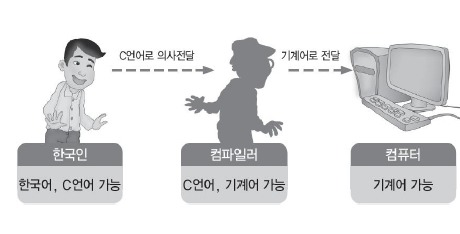 C언어로 의사전달
기계어로 전달
한국인
컴파일러
컴퓨터
한국어, C언어 가능
C언어, 기계어 가능
기계어 가능